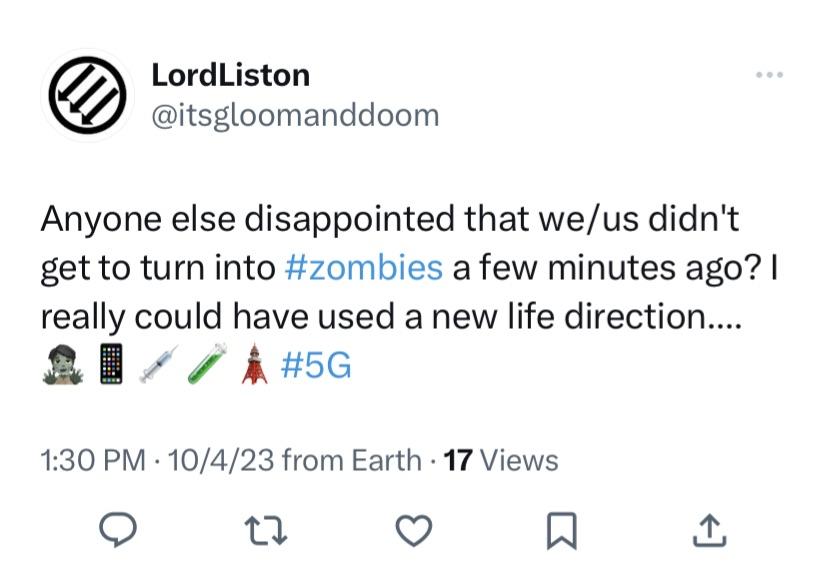 LordListon
@itsgloomanddoom
Anyone else disappointed that we/us didn't
get to turn into #zombies a few minutes ago? I
really could have used a new life direction....
🧟📱💉🧪🗼 #5G
1:30 PM · 10/4/23 from Earth · 17 Views